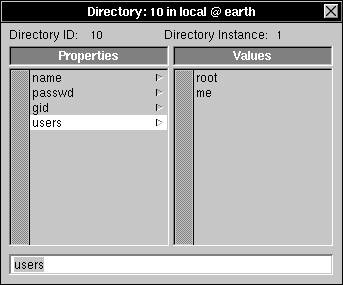 Directory: 10 in local @ earth
Directory ID: 10 Directory Instance: 1
Properties Values
name root
passwd me
gid
users
users